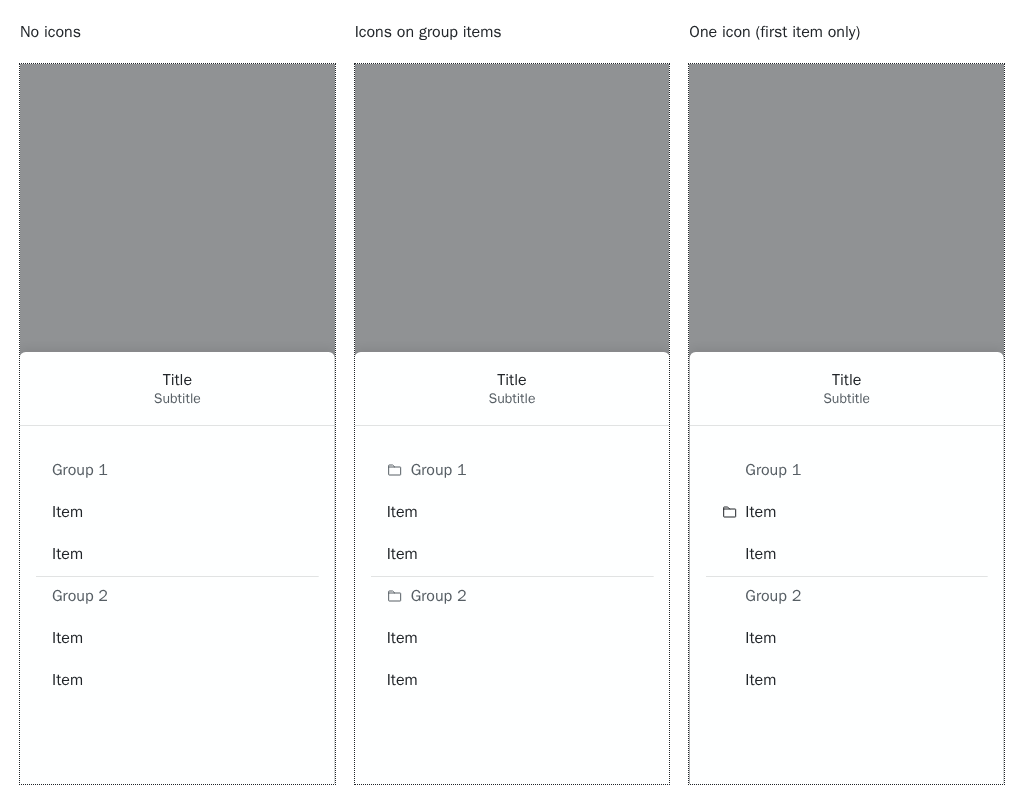 No icons
Title
Subtitle
Group 1
Item
Item
Group 2
Item
Item
Icons on group items
Title
Subtitle
Group 1
Item
Item
Group 2
Item
Item
One icon (first item only)
Title
Subtitle
Group 1
Item
Item
Group 2
Item
Item